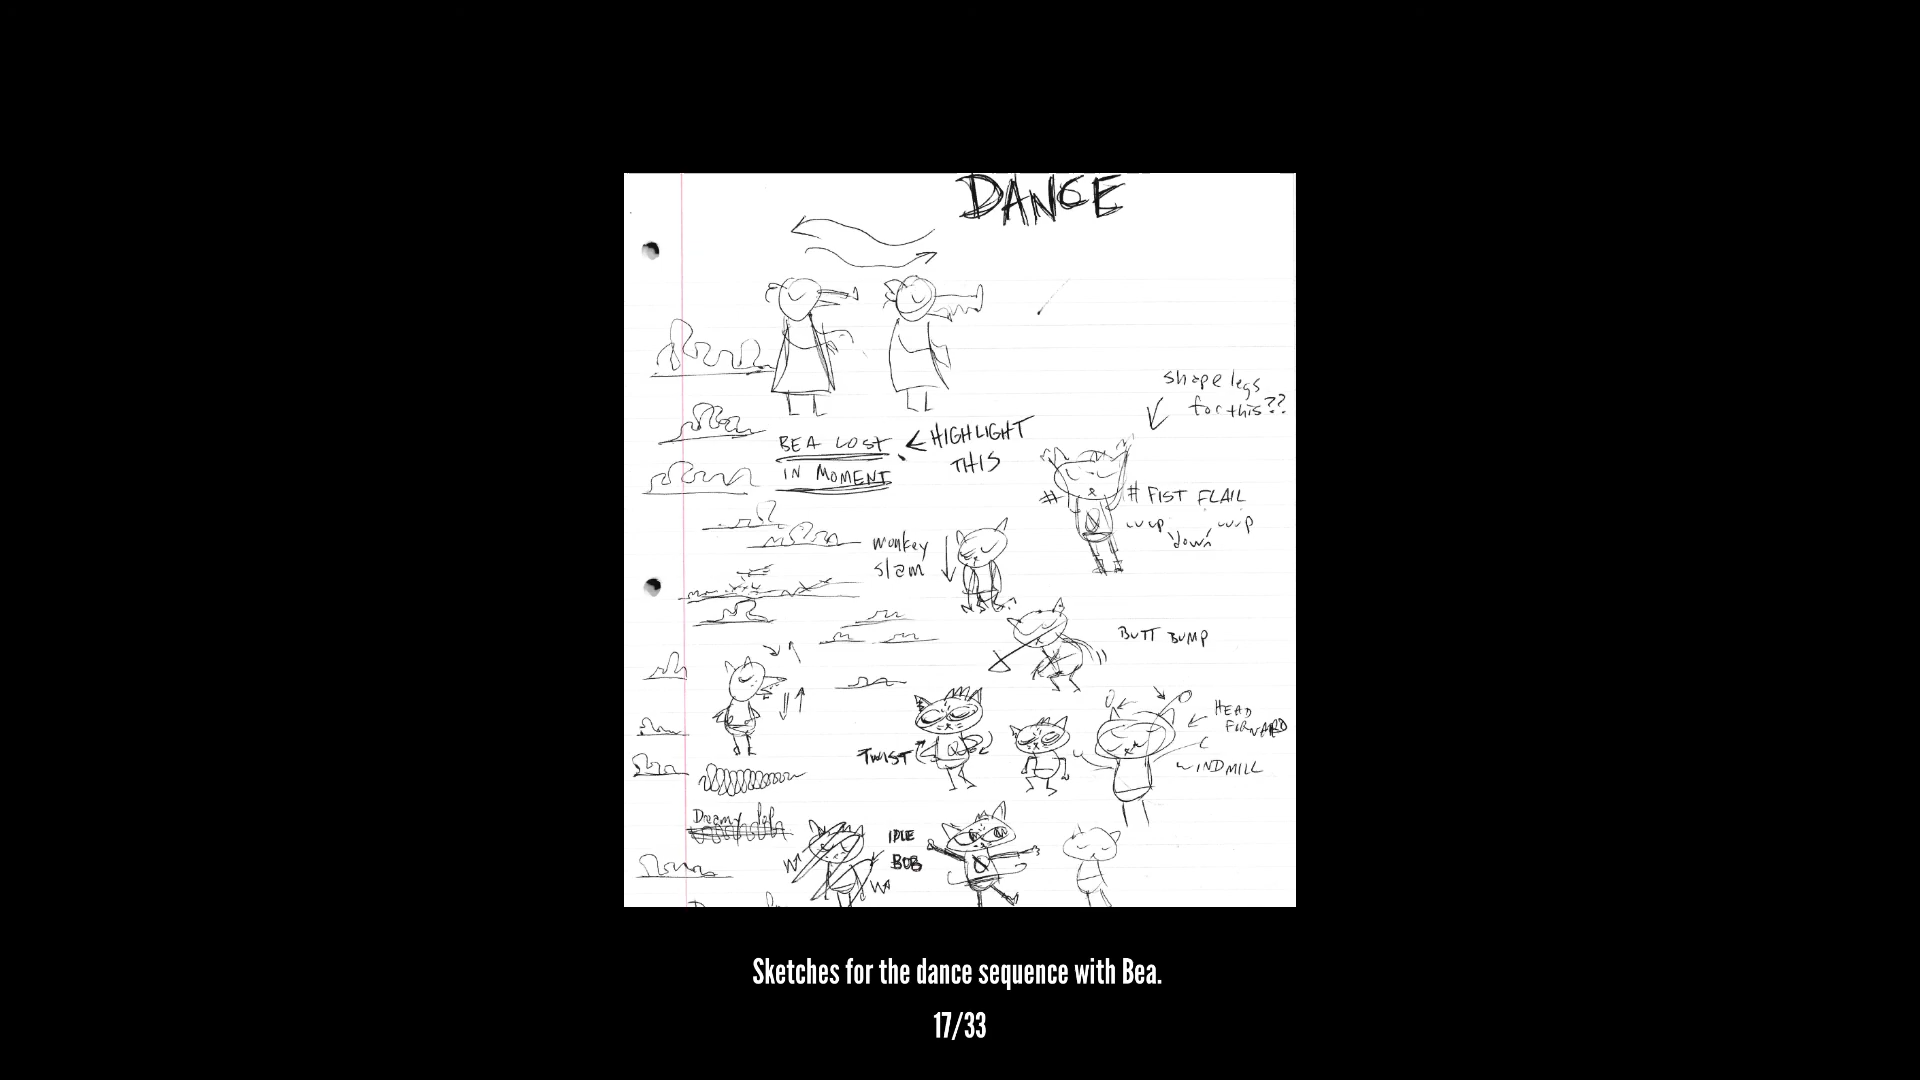 DANCE
shape legs
for this??
BEA LOST
IN MOMENT
HIGHLIGHT
THIS
# # FIST FLAIL
up
down
up
monkey
slam
BUTT BUMP
HEAD
FORWARD
TWIST
WINDMILL
Dreamy
IDLE
BOB
Sketches for the dance sequence with Bea.
17/33